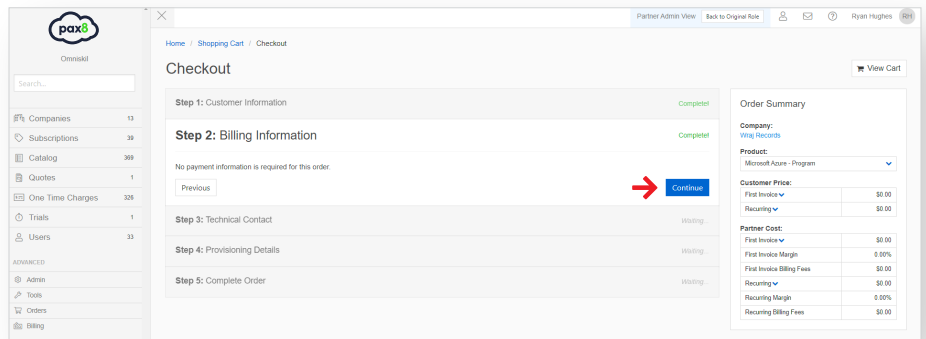 pax8
Omniskil
Search...
Companies 13
Subscriptions 39
Catalog 369
Quotes 1
One Time Charges 326
Trials 1
Users 33
ADVANCED
Admin
Tools
Orders
Billing
Partner Admin View Back to Original Role Ryan Hughes RH
Home / Shopping Cart / Checkout
Checkout
View Cart
Step 1: Customer Information Complete!
Step 2: Billing Information Complete!
No payment information is required for this order.
Previous Continue
Step 3: Technical Contact Waiting...
Step 4: Provisioning Details Waiting...
Step 5: Complete Order Waiting...
Order Summary
Company:
Wraj Records
Product:
Microsoft Azure - Program
Customer Price:
First Invoice $0.00
Recurring $0.00
Partner Cost:
First Invoice $0.00
First Invoice Margin 0.00%
First Invoice Billing Fees $0.00
Recurring $0.00
Recurring Margin 0.00%
Recurring Billing Fees $0.00